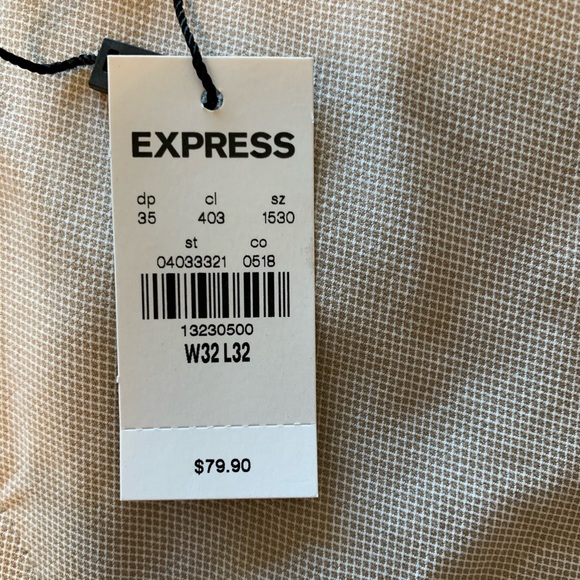 EXPRESS
dp cl sz
35 403 1530
st co
04033321 0518
13230500
W32 L32
$79.90